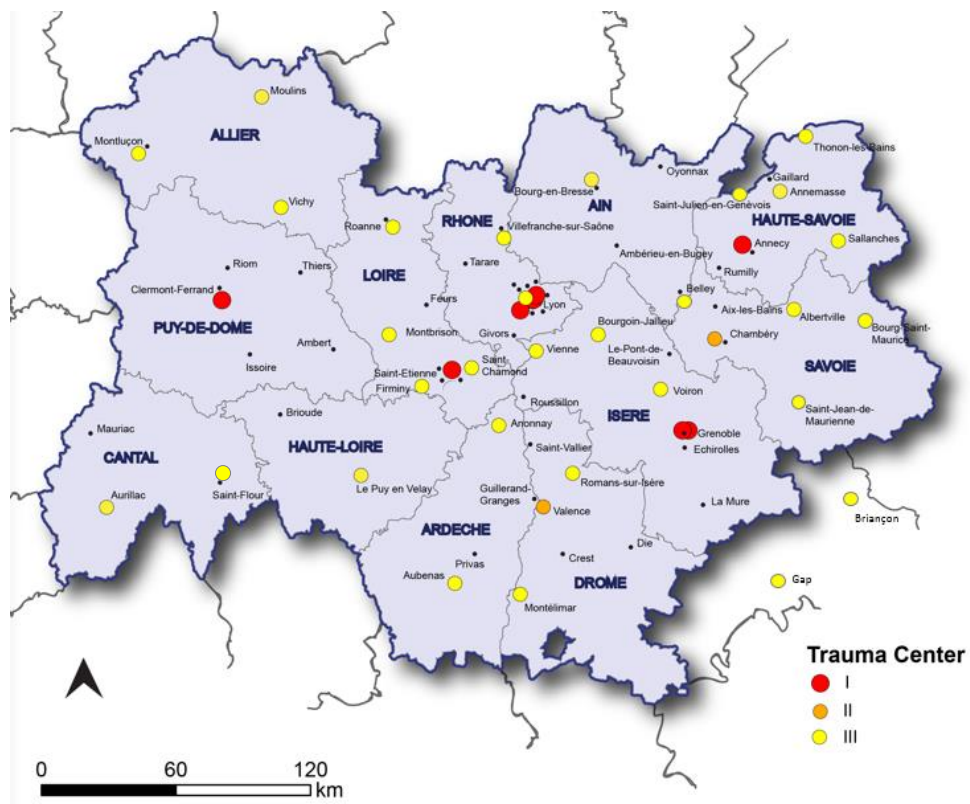 Moulins
ALLIER
Montluçon
Vichy
Thonon-les-Bains
Gaillard
Annemasse
Oyonnax
Bourg-en-Bresse
AIN
Saint-Julien-en-Genévois
HAUTE-SAVOIE
Roanne
RHONE
Villefranche-sur-Saône
Annecy
Sallanches
Ambérieu-en-Bugey
Riom
Thiers
LOIRE
Tarare
Rumilly
Clermont-Ferrand
Feurs
Lyon
Belley
Aix-les-Bains
Albertville
PUY-DE-DOME
Montbrison
Givors
Bourgoin-Jallieu
Chambéry
Bourg-Saint-
Maurice
Ambert
Vienne
Le-Pont-de-
Beauvoisin
Issoire
Saint-
Chamond
Saint-Etienne
SAVOIE
Firminy
Voiron
Roussillon
ISERE
Saint-Jean-de-
Maurienne
Brioude
Annonay
Mauriac
HAUTE-LOIRE
Saint-Vallier
Grenoble
Echirolles
CANTAL
Saint-Flour
Le Puy en Velay
Romans-sur-Isère
Aurillac
Guillerand-
Granges
Valence
La Mure
Briançon
ARDECHE
Privas
Crest
Die
Aubenas
DROME
Gap
Montélimar
Trauma Center
I
II
III
0 60 120
km